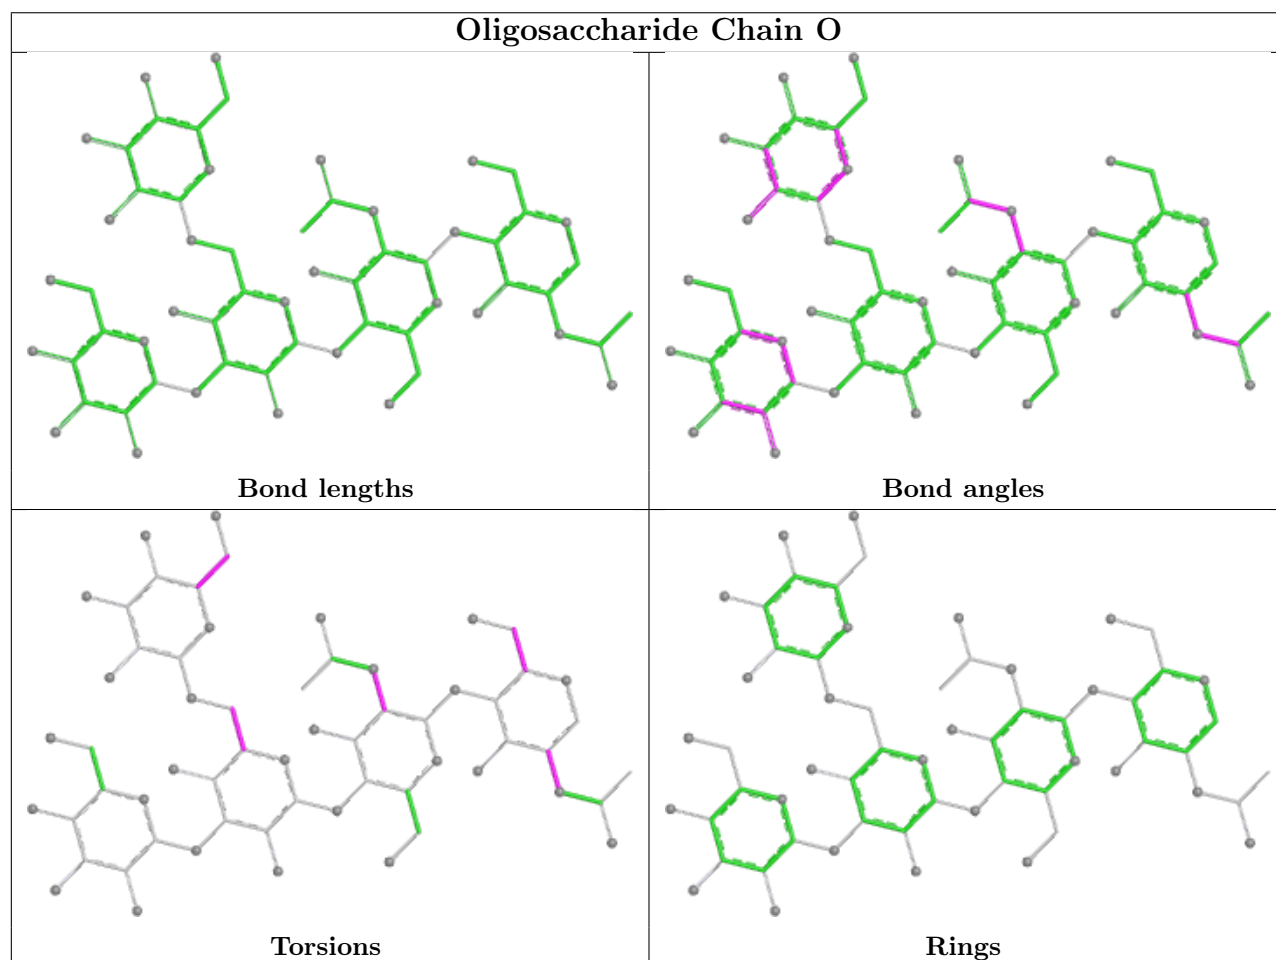 Oligosaccharide Chain O
Bond lengths
Bond angles
Torsions
Rings